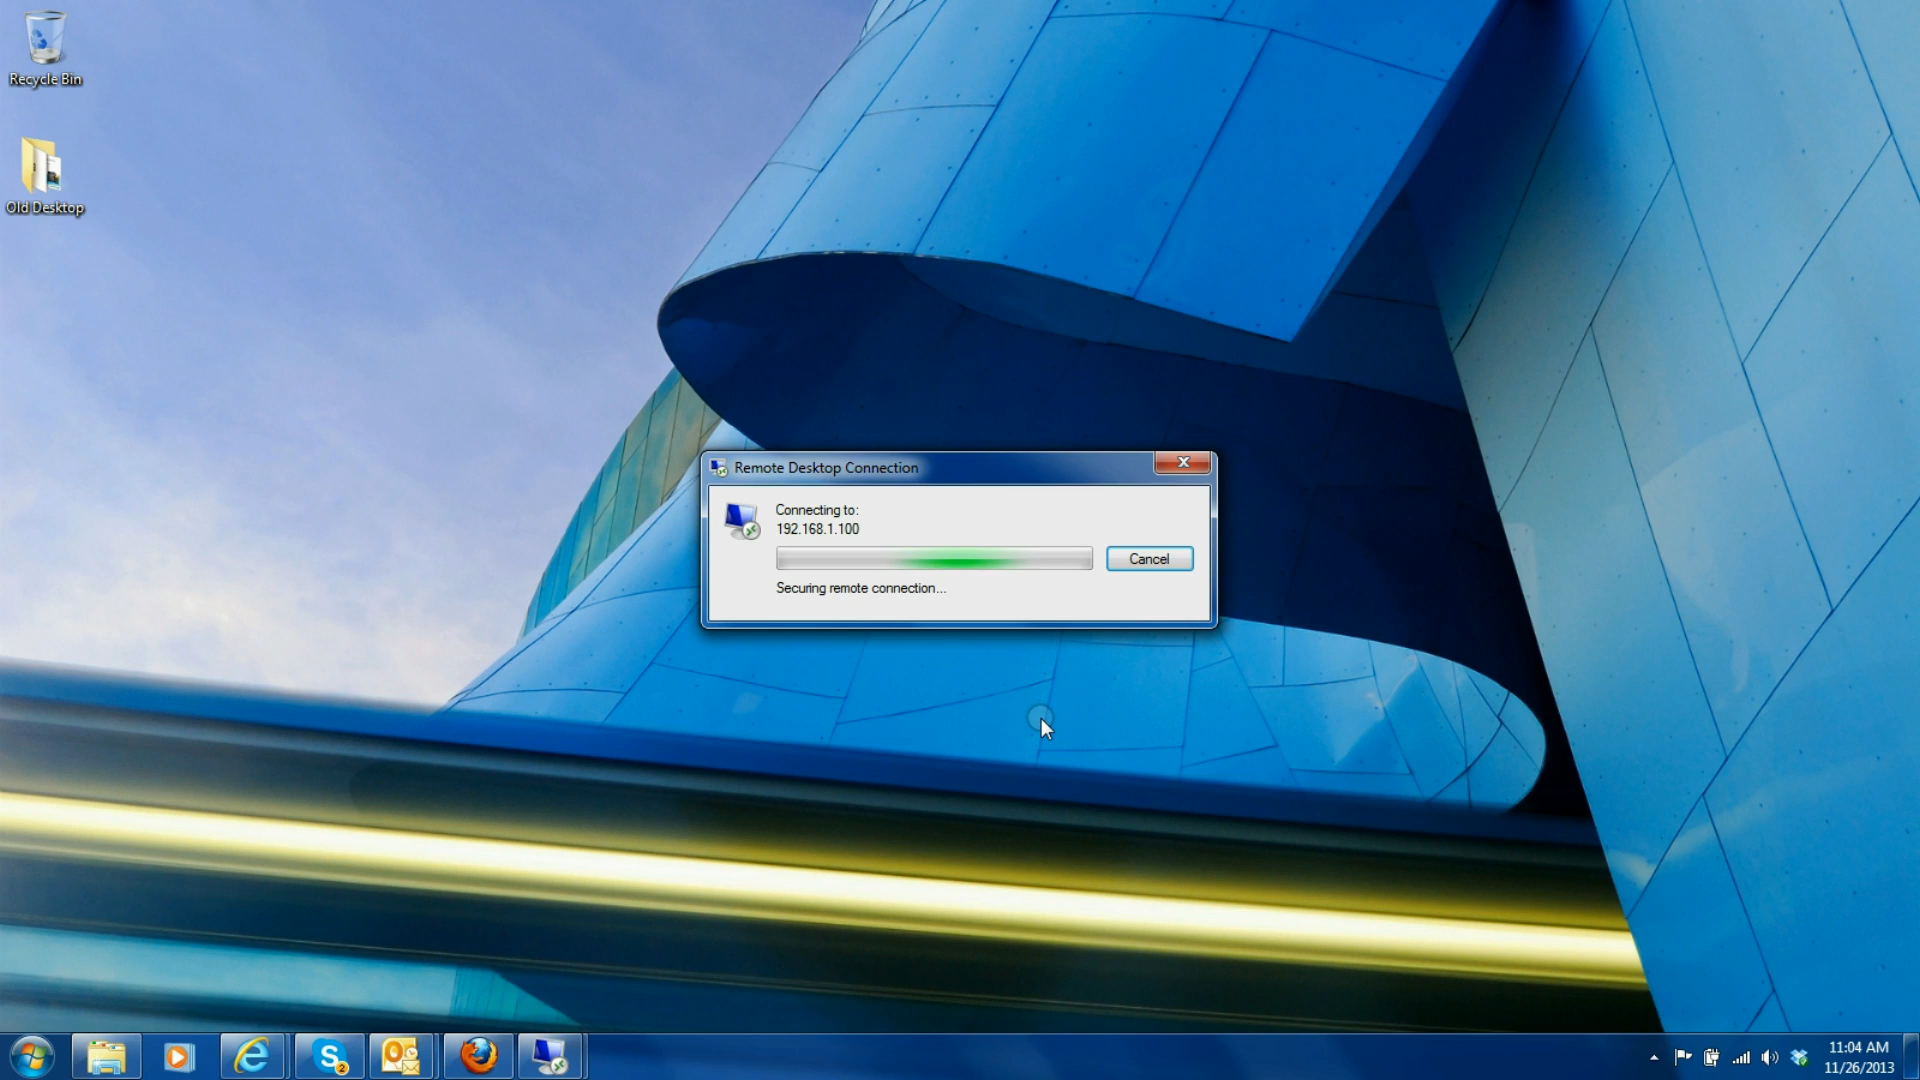 Recycle Bin
Old Desktop
Remote Desktop Connection
Connecting to:
192.168.1.100
Cancel
Securing remote connection...
2
11:04 AM
11/26/2013